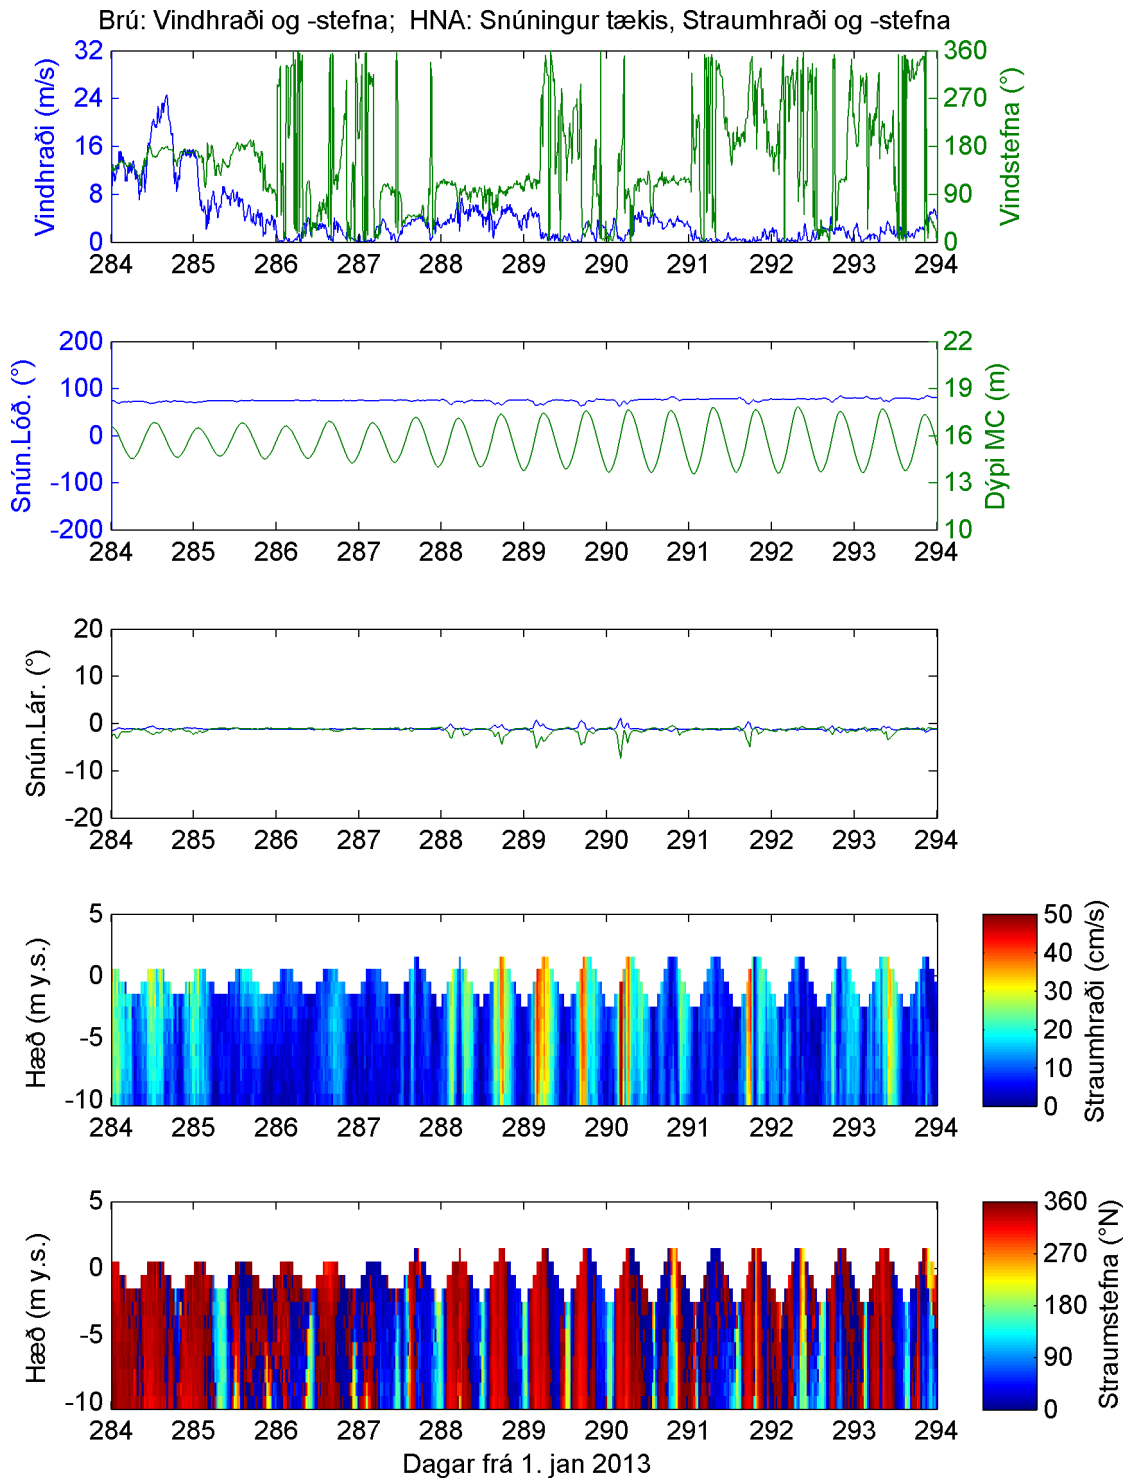 Brú: Vindhraði og -stefna;  HNA: Snúningur tækis, Straumhraði og -stefna
Vindhraði (m/s)
32
24
16
8
0
360
270
180
90
0
Vindstefna (°)
284 285 286 287 288 289 290 291 292 293 294
Snún.Lóð. (°)
200
100
0
-100
-200
22
19
16
13
10
Dýpi MC (m)
284 285 286 287 288 289 290 291 292 293 294
Snún.Lár. (°)
20
10
0
-10
-20
284 285 286 287 288 289 290 291 292 293 294
Hæð (m y.s.)
5
0
-5
-10
50
40
30
20
10
0
Straumhraði (cm/s)
284 285 286 287 288 289 290 291 292 293 294
Hæð (m y.s.)
5
0
-5
-10
360
270
180
90
0
Straumstefna (°N)
284 285 286 287 288 289 290 291 292 293 294
Dagar frá 1. jan 2013